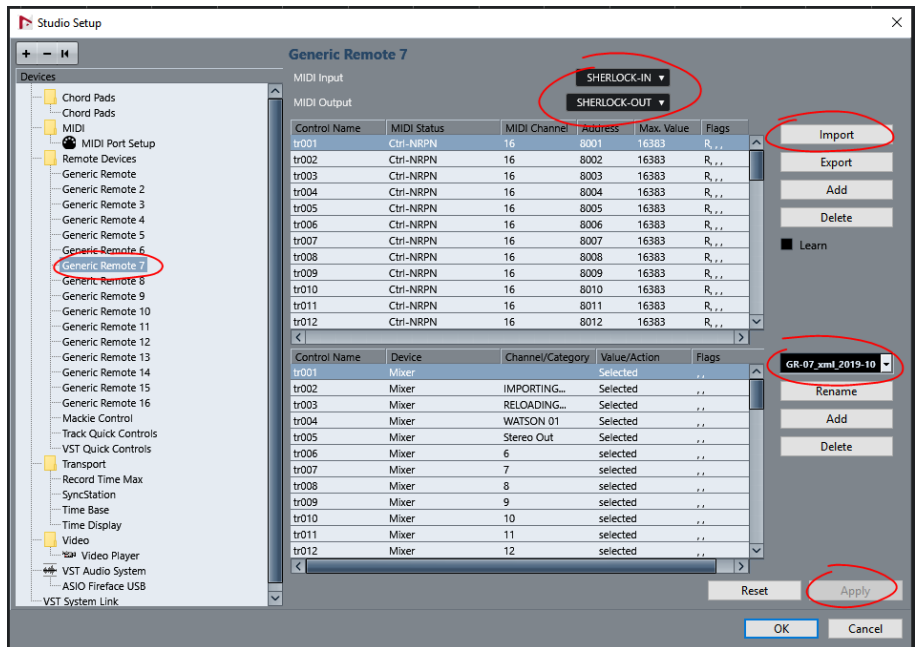 Studio Setup
+ −
Devices
Chord Pads
Chord Pads
MIDI
MIDI Port Setup
Remote Devices
Generic Remote
Generic Remote 2
Generic Remote 3
Generic Remote 4
Generic Remote 5
Generic Remote 6
Generic Remote 7
Generic Remote 8
Generic Remote 9
Generic Remote 10
Generic Remote 11
Generic Remote 12
Generic Remote 13
Generic Remote 14
Generic Remote 15
Generic Remote 16
Mackie Control
Track Quick Controls
VST Quick Controls
Transport
Record Time Max
SyncStation
Time Base
Time Display
Video
Video Player
VST Audio System
ASIO Fireface USB
VST System Link
Generic Remote 7
MIDI Input SHERLOCK-IN
MIDI Output SHERLOCK-OUT
Control Name MIDI Status MIDI Channel Address Max. Value Flags
tr001 Ctrl-NRPN 16 8001 16383 R, , ,
tr002 Ctrl-NRPN 16 8002 16383 R, , ,
tr003 Ctrl-NRPN 16 8003 16383 R, , ,
tr004 Ctrl-NRPN 16 8004 16383 R, , ,
tr005 Ctrl-NRPN 16 8005 16383 R, , ,
tr006 Ctrl-NRPN 16 8006 16383 R, , ,
tr007 Ctrl-NRPN 16 8007 16383 R, , ,
tr008 Ctrl-NRPN 16 8008 16383 R, , ,
tr009 Ctrl-NRPN 16 8009 16383 R, , ,
tr010 Ctrl-NRPN 16 8010 16383 R, , ,
tr011 Ctrl-NRPN 16 8011 16383 R, , ,
tr012 Ctrl-NRPN 16 8012 16383 R, , ,
Import
Export
Add
Delete
Learn
Control Name Device Channel/Category Value/Action Flags
tr001 Mixer Selected , ,
tr002 Mixer IMPORTING... Selected , ,
tr003 Mixer RELOADING... Selected , ,
tr004 Mixer WATSON 01 Selected , ,
tr005 Mixer Stereo Out Selected , ,
tr006 Mixer 6 selected , ,
tr007 Mixer 7 selected , ,
tr008 Mixer 8 selected , ,
tr009 Mixer 9 selected , ,
tr010 Mixer 10 selected , ,
tr011 Mixer 11 selected , ,
tr012 Mixer 12 selected , ,
GR-07_xml_2019-10
Rename
Add
Delete
Reset Apply
OK Cancel